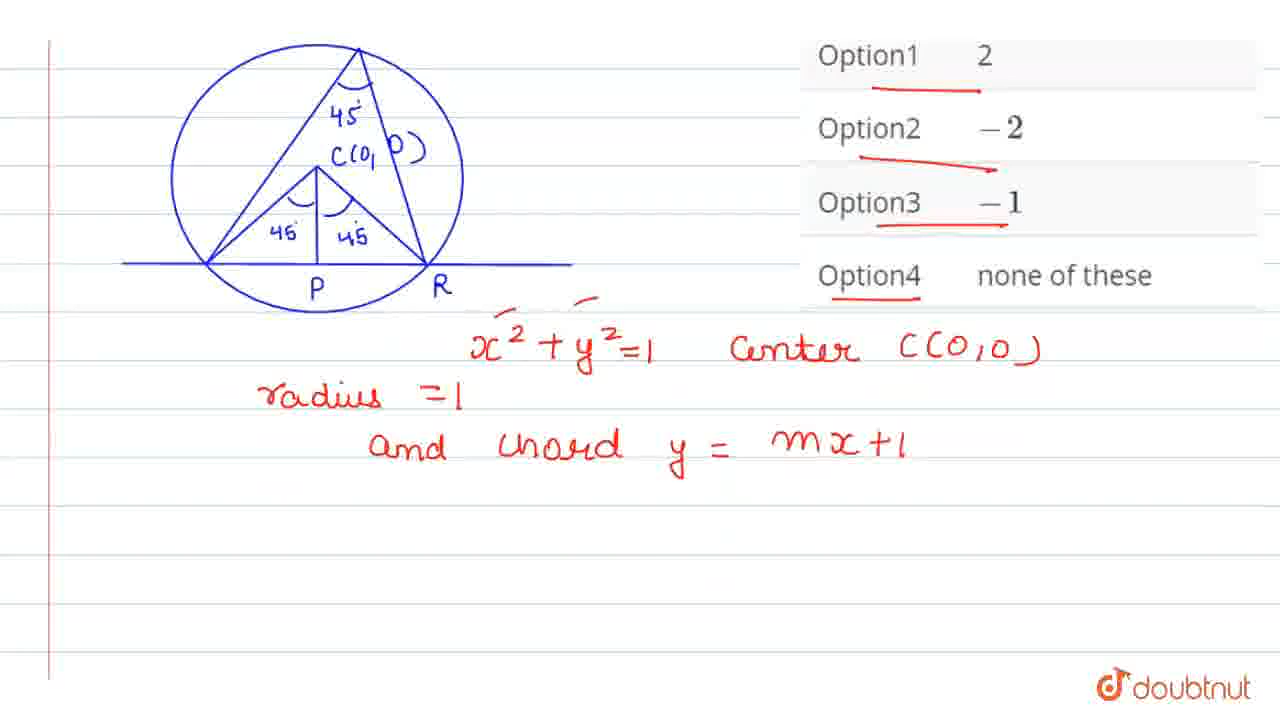 Option1 2
Option2 −2
Option3 −1
Option4 none of these
45°
C(0, 0)
45° 45°
P R
x² + y² = 1 center C(0,0)
radius = 1
and chord y = mx + 1
doubtnut